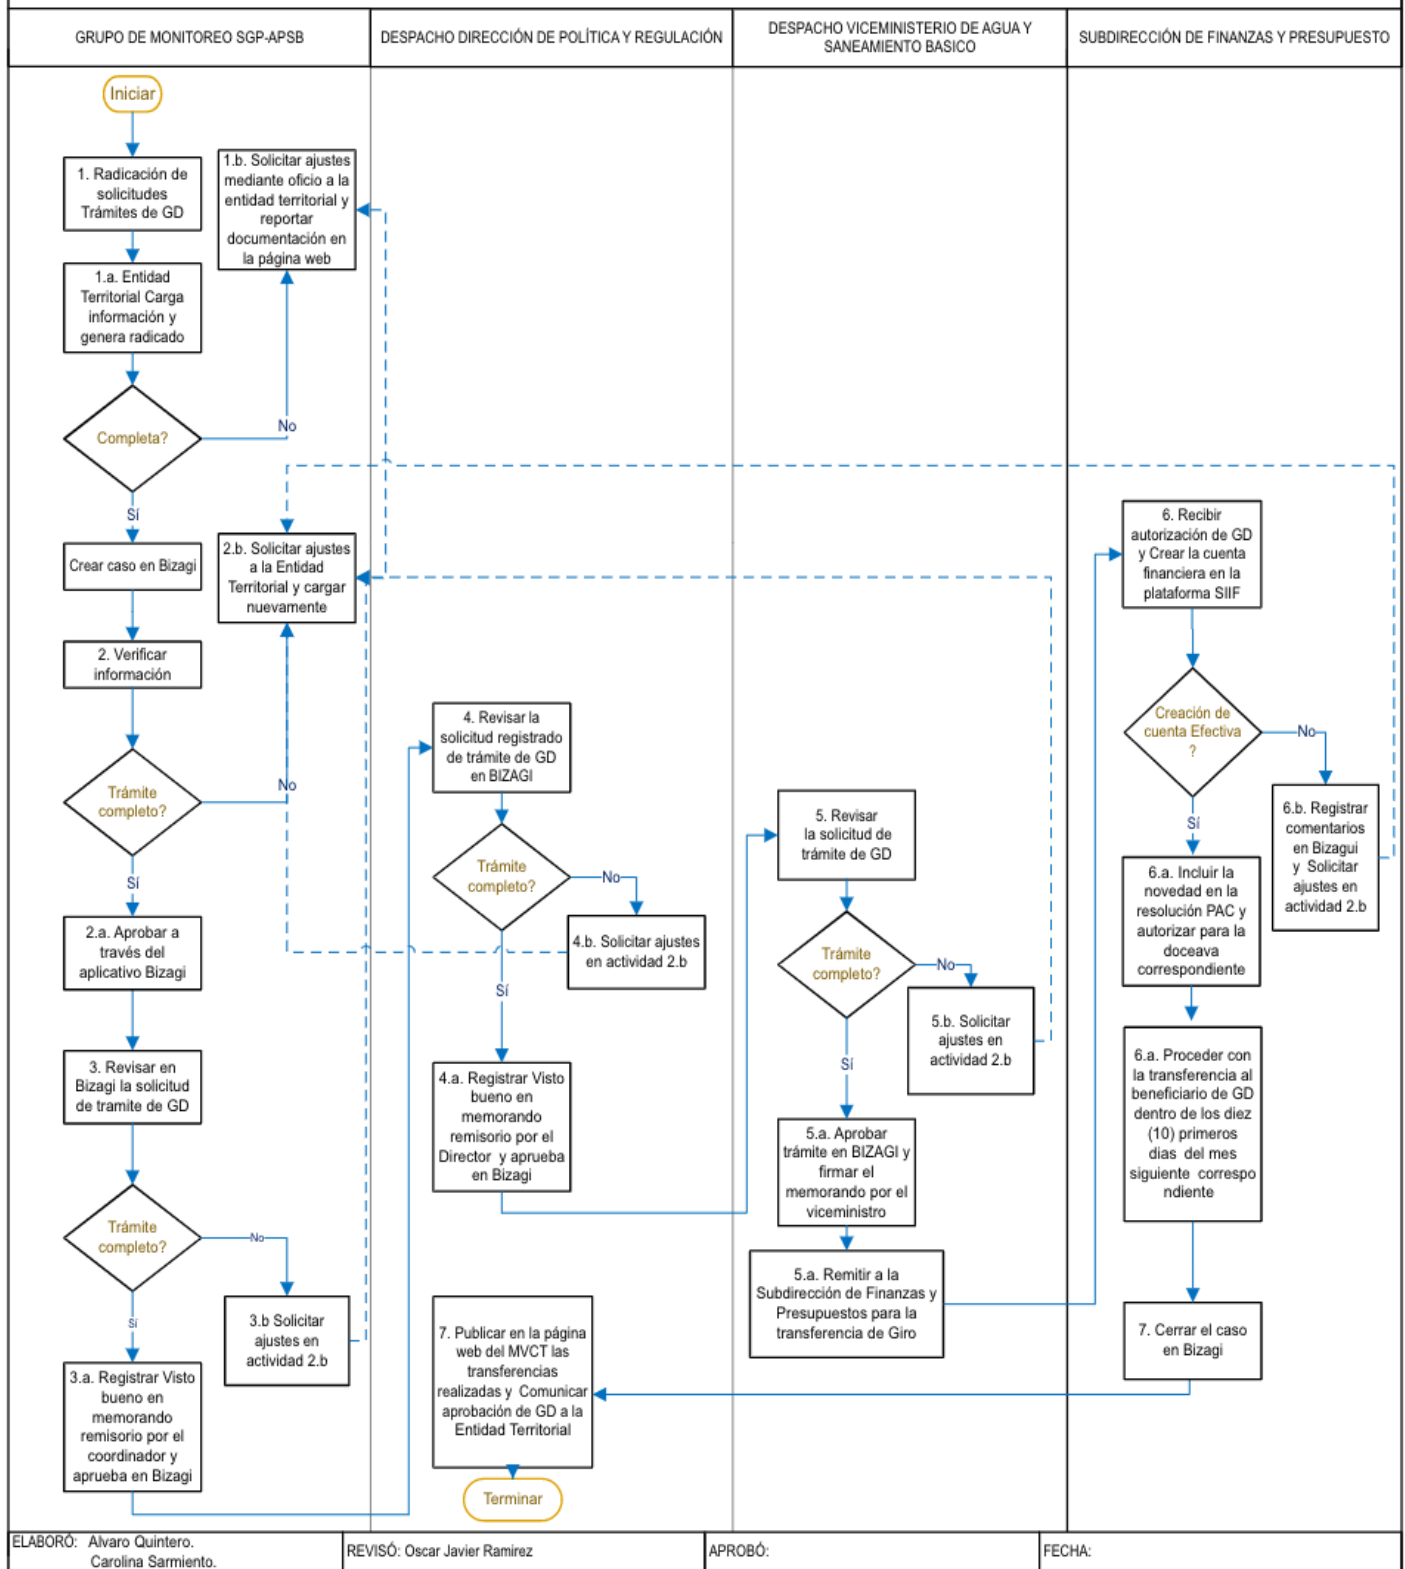 GRUPO DE MONITOREO SGP-APSB
DESPACHO DIRECCIÓN DE POLÍTICA Y REGULACIÓN
DESPACHO VICEMINISTERIO DE AGUA Y
SANEAMIENTO BASICO
SUBDIRECCIÓN DE FINANZAS Y PRESUPUESTO
Iniciar
1. Radicación de
solicitudes
Trámites de GD
1.b. Solicitar ajustes
mediante oficio a la
entidad territorial y
reportar
documentación en
la página web
1.a. Entidad
Territorial Carga
información y
genera radicado
Completa?
No
Sí
Crear caso en Bizagi
2.b. Solicitar ajustes
a la Entidad
Territorial y cargar
nuevamente
2. Verificar
información
Trámite
completo?
No
Sí
2.a. Aprobar a
través del
aplicativo Bizagi
3. Revisar en
Bizagi la solicitud
de tramite de GD
Trámite
completo?
No
Sí
3.b Solicitar
ajustes en
actividad 2.b
3.a. Registrar Visto
bueno en
memorando
remisorio por el
coordinador y
aprueba en Bizagi
4. Revisar la
solicitud registrado
de trámite de GD
en BIZAGI
Trámite
completo?
No
4.b. Solicitar ajustes
en actividad 2.b
Sí
4.a. Registrar Visto
bueno en
memorando
remisorio por el
Director y aprueba
en Bizagi
5. Revisar
la solicitud de
trámite de GD
Trámite
completo?
No
5.b. Solicitar
ajustes en
actividad 2.b
Sí
5.a. Aprobar
trámite en BIZAGI y
firmar el
memorando por el
viceministro
5.a. Remitir a la
Subdirección de Finanzas y
Presupuestos para la
transferencia de Giro
6. Recibir
autorización de GD
y Crear la cuenta
financiera en la
plataforma SIIF
Creación de
cuenta Efectiva
?
No
6.b. Registrar
comentarios
en Bizagui
y Solicitar
ajustes en
actividad 2.b
Sí
6.a. Incluir la
novedad en la
resolución PAC y
autorizar para la
doceava
correspondiente
6.a. Proceder con
la transferencia al
beneficiario de GD
dentro de los diez
(10) primeros
dias del mes
siguiente correspo
ndiente
7. Cerrar el caso
en Bizagi
7. Publicar en la página
web del MVCT las
transferencias
realizadas y Comunicar
aprobación de GD a la
Entidad Territorial
Terminar
ELABORÓ: Alvaro Quintero.
Carolina Sarmiento.
REVISÓ: Oscar Javier Ramirez
APROBÓ:
FECHA: